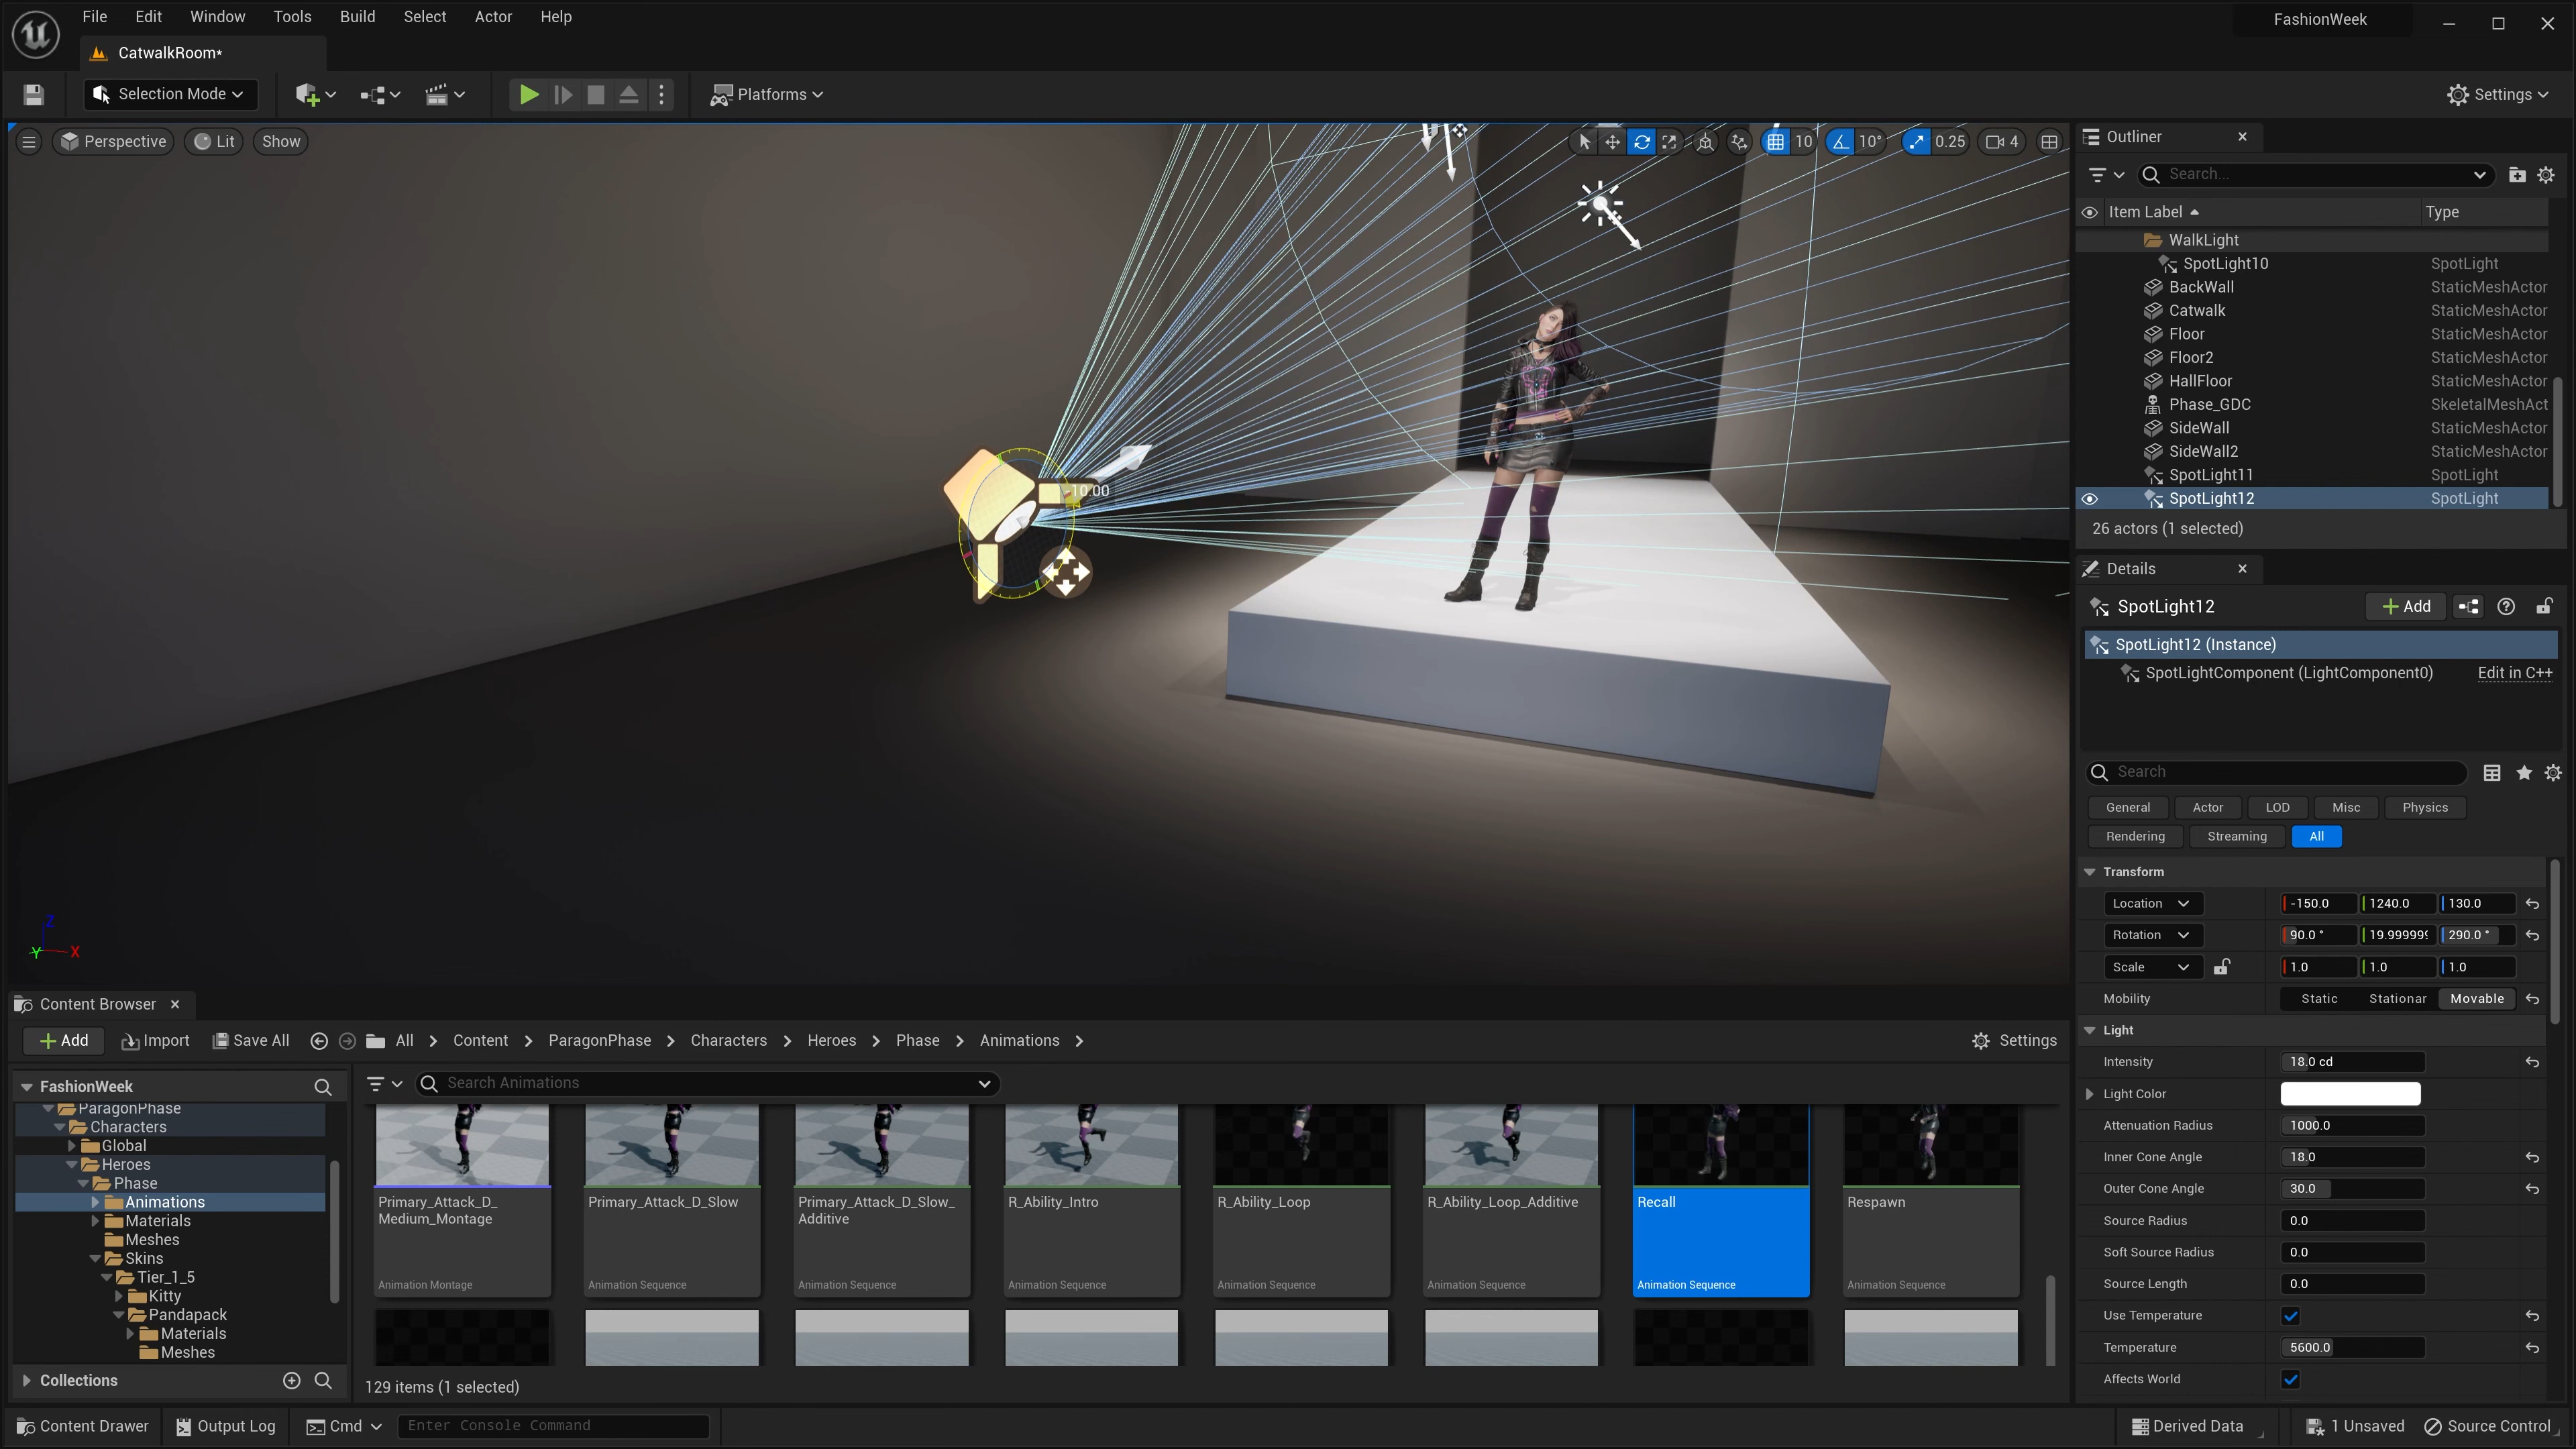 File Edit Window Tools Build Select Actor Help
FashionWeek
CatwalkRoom*
Selection Mode
Platforms
Settings
Perspective Lit Show
10 10° 0.25 4
-10.00
Z
Y X
Outliner
Search...
Item Label Type
WalkLight
SpotLight10 SpotLight
BackWall StaticMeshActor
Catwalk StaticMeshActor
Floor StaticMeshActor
Floor2 StaticMeshActor
HallFloor StaticMeshActor
Phase_GDC SkeletalMeshAct
SideWall StaticMeshActor
SideWall2 StaticMeshActor
SpotLight11 SpotLight
SpotLight12 SpotLight
26 actors (1 selected)
Details
SpotLight12
Add
SpotLight12 (Instance)
SpotLightComponent (LightComponent0) Edit in C++
Search
General Actor LOD Misc Physics
Rendering Streaming All
Transform
Location -150.0 1240.0 130.0
Rotation 90.0 ° 19.999999 290.0 °
Scale 1.0 1.0 1.0
Mobility Static Stationar Movable
Light
Intensity 18.0 cd
Light Color
Attenuation Radius 1000.0
Inner Cone Angle 18.0
Outer Cone Angle 30.0
Source Radius 0.0
Soft Source Radius 0.0
Source Length 0.0
Use Temperature
Temperature 5600.0
Affects World
Content Browser
Add Import Save All All Content ParagonPhase Characters Heroes Phase Animations Settings
FashionWeek
ParagonPhase
Characters
Global
Heroes
Phase
Animations
Materials
Meshes
Skins
Tier_1_5
Kitty
Pandapack
Materials
Meshes
Collections
Search Animations
Primary_Attack_D_
Medium_Montage
Animation Montage
Primary_Attack_D_Slow
Animation Sequence
Primary_Attack_D_Slow_
Additive
Animation Sequence
R_Ability_Intro
Animation Sequence
R_Ability_Loop
Animation Sequence
R_Ability_Loop_Additive
Animation Sequence
Recall
Animation Sequence
Respawn
Animation Sequence
129 items (1 selected)
Content Drawer Output Log Cmd Enter Console Command
Derived Data 1 Unsaved Source Control